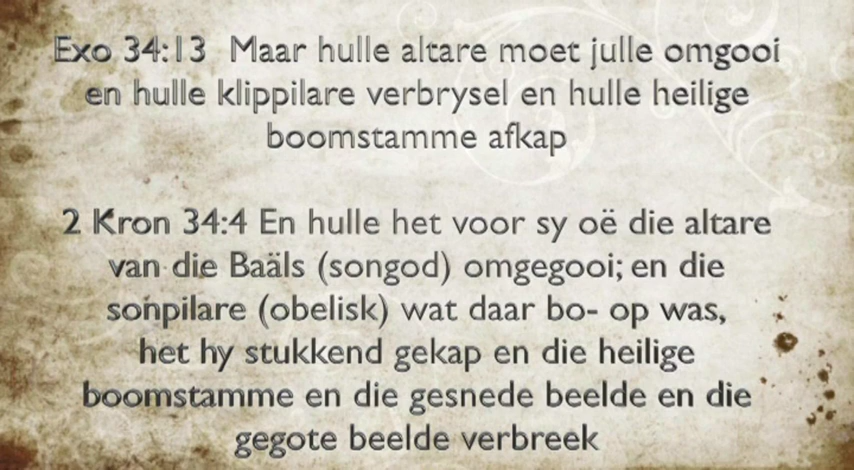 Exo 34:13 Maar hulle altare moet julle omgooi
en hulle klippilare verbrysel en hulle heilige
boomstamme afkap
2 Kron 34:4 En hulle het voor sy oë die altare
van die Baäls (songod) omgegooi; en die
sonpilare (obelisk) wat daar bo- op was,
het hy stukkend gekap en die heilige
boomstamme en die gesnede beelde en die
gegote beelde verbreek